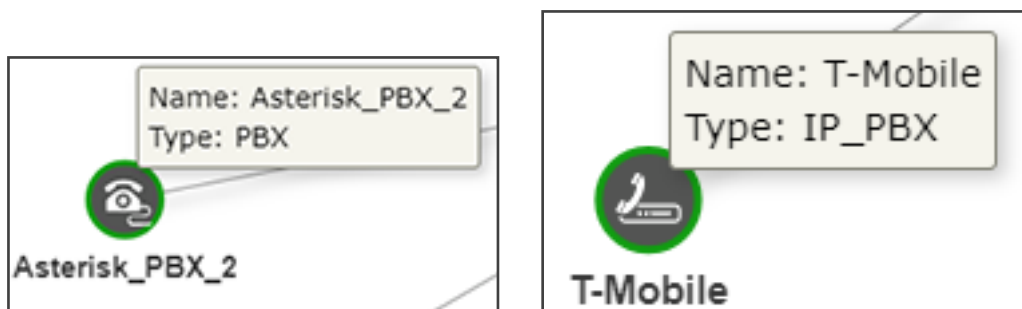 Name: Asterisk_PBX_2
Type: PBX
Asterisk_PBX_2
Name: T-Mobile
Type: IP_PBX
T-Mobile